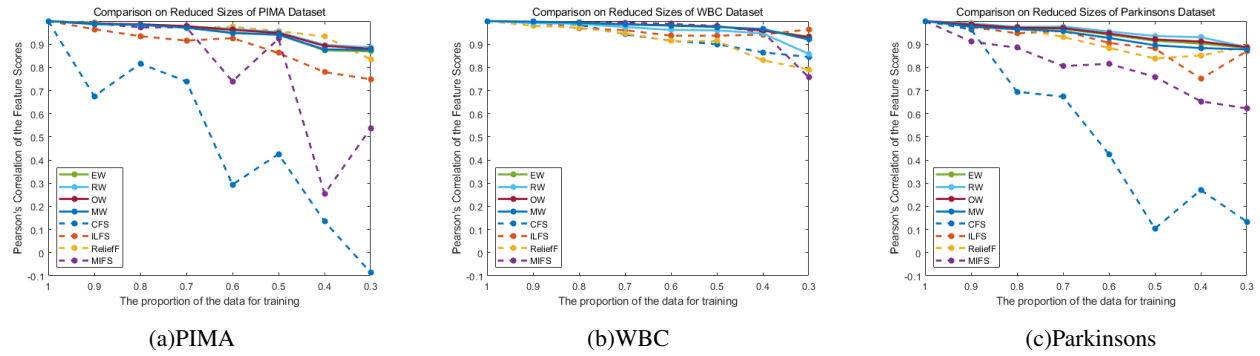 Comparison on Reduced Sizes of PIMA Dataset
Pearson's Correlation of the Feature Scores
1
0.9
0.8
0.7
0.6
0.5
0.4
0.3
0.2
0.1
0
-0.1
EW
RW
OW
MW
CFS
ILFS
ReliefF
MIFS
1 0.9 0.8 0.7 0.6 0.5 0.4 0.3
The proportion of the data for training
(a)PIMA
Comparison on Reduced Sizes of WBC Dataset
Pearson's Correlation of the Feature Scores
1
0.9
0.8
0.7
0.6
0.5
0.4
0.3
0.2
0.1
0
-0.1
EW
RW
OW
MW
CFS
ILFS
ReliefF
MIFS
1 0.9 0.8 0.7 0.6 0.5 0.4 0.3
The proportion of the data for training
(b)WBC
Comparison on Reduced Sizes of Parkinsons Dataset
Pearson's Correlation of the Feature Scores
1
0.9
0.8
0.7
0.6
0.5
0.4
0.3
0.2
0.1
0
-0.1
EW
RW
OW
MW
CFS
ILFS
ReliefF
MIFS
1 0.9 0.8 0.7 0.6 0.5 0.4 0.3
The proportion of the data for training
(c)Parkinsons